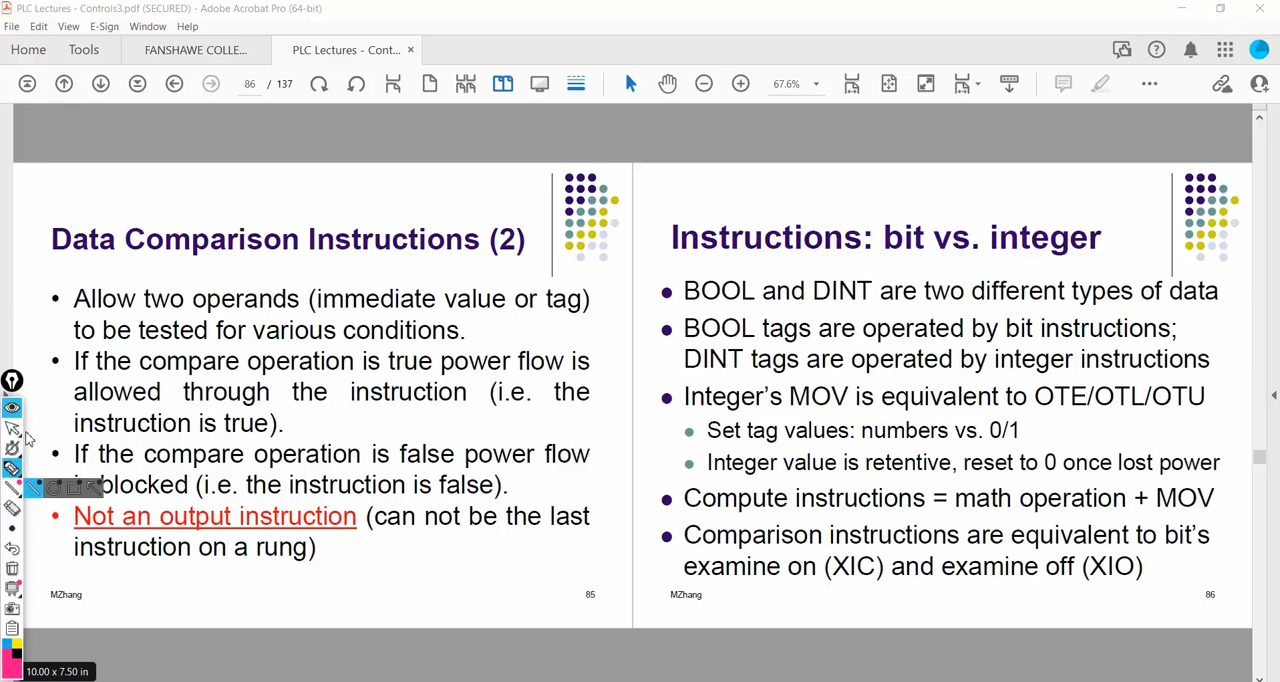 PLC Lectures - Controls3.pdf (SECURED) - Adobe Acrobat Pro (64-bit)
File Edit View E-Sign Window Help
Home Tools FANSHAWE COLLE... PLC Lectures - Cont... ×
86 / 137 67.6%
Data Comparison Instructions (2)
• Allow two operands (immediate value or tag)
to be tested for various conditions.
• If the compare operation is true power flow is
allowed through the instruction (i.e. the
instruction is true).
• If the compare operation is false power flow
blocked (i.e. the instruction is false).
• Not an output instruction (can not be the last
instruction on a rung)
MZhang 85
Instructions: bit vs. integer
• BOOL and DINT are two different types of data
• BOOL tags are operated by bit instructions;
DINT tags are operated by integer instructions
• Integer's MOV is equivalent to OTE/OTL/OTU
• Set tag values: numbers vs. 0/1
• Integer value is retentive, reset to 0 once lost power
• Compute instructions = math operation + MOV
• Comparison instructions are equivalent to bit's
examine on (XIC) and examine off (XIO)
MZhang 86
10.00 x 7.50 in